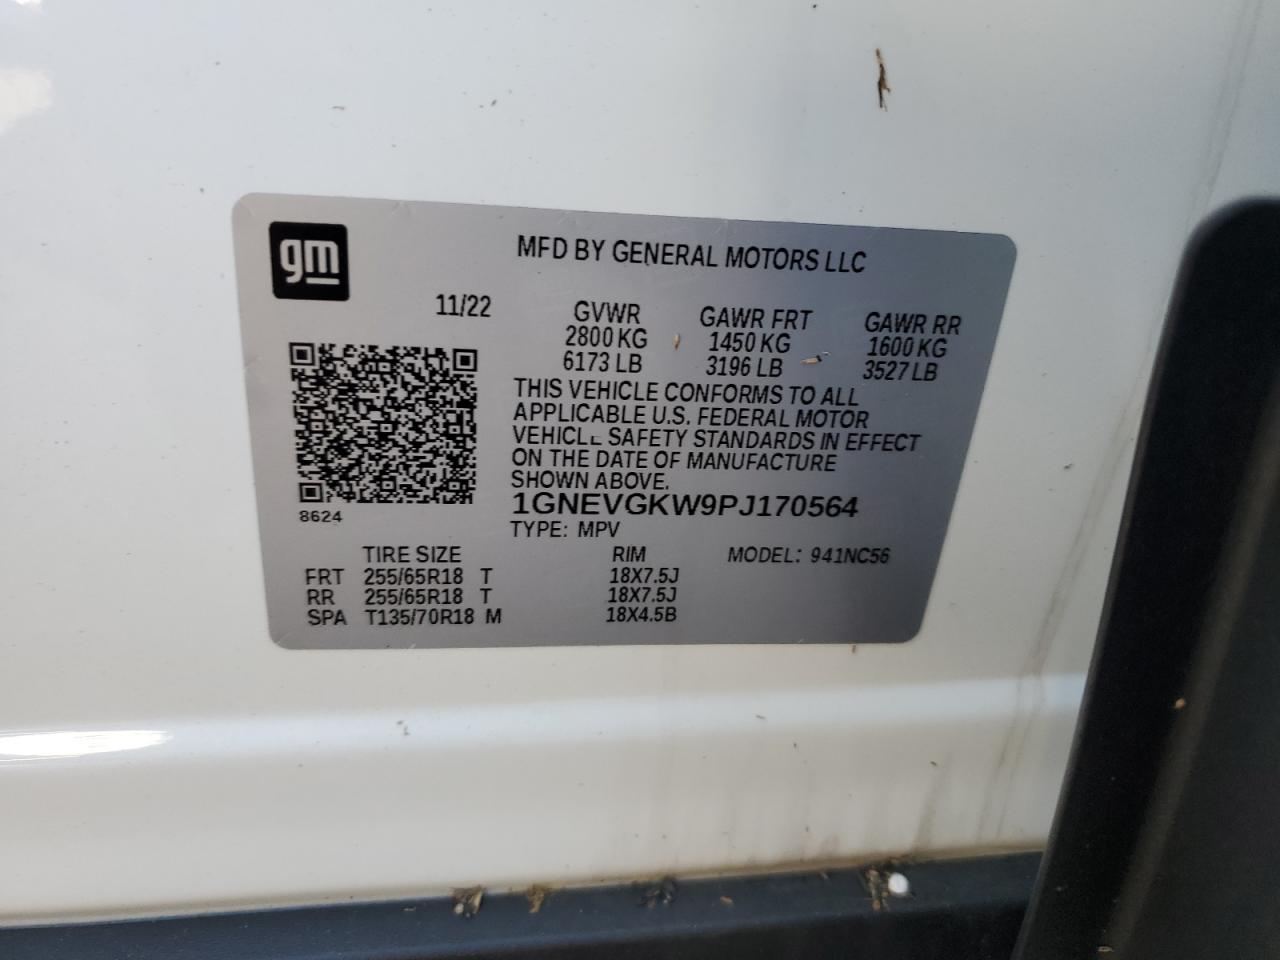 gm
MFD BY GENERAL MOTORS LLC
11/22 GVWR GAWR FRT GAWR RR
2800 KG 1450 KG 1600 KG
6173 LB 3196 LB 3527 LB
THIS VEHICLE CONFORMS TO ALL
APPLICABLE U.S. FEDERAL MOTOR
VEHICLE SAFETY STANDARDS IN EFFECT
ON THE DATE OF MANUFACTURE
SHOWN ABOVE.
1GNEVGKW9PJ170564
8624
TYPE: MPV
TIRE SIZE RIM MODEL: 941NC56
FRT 255/65R18 T 18X7.5J
RR 255/65R18 T 18X7.5J
SPA T135/70R18 M 18X4.5B